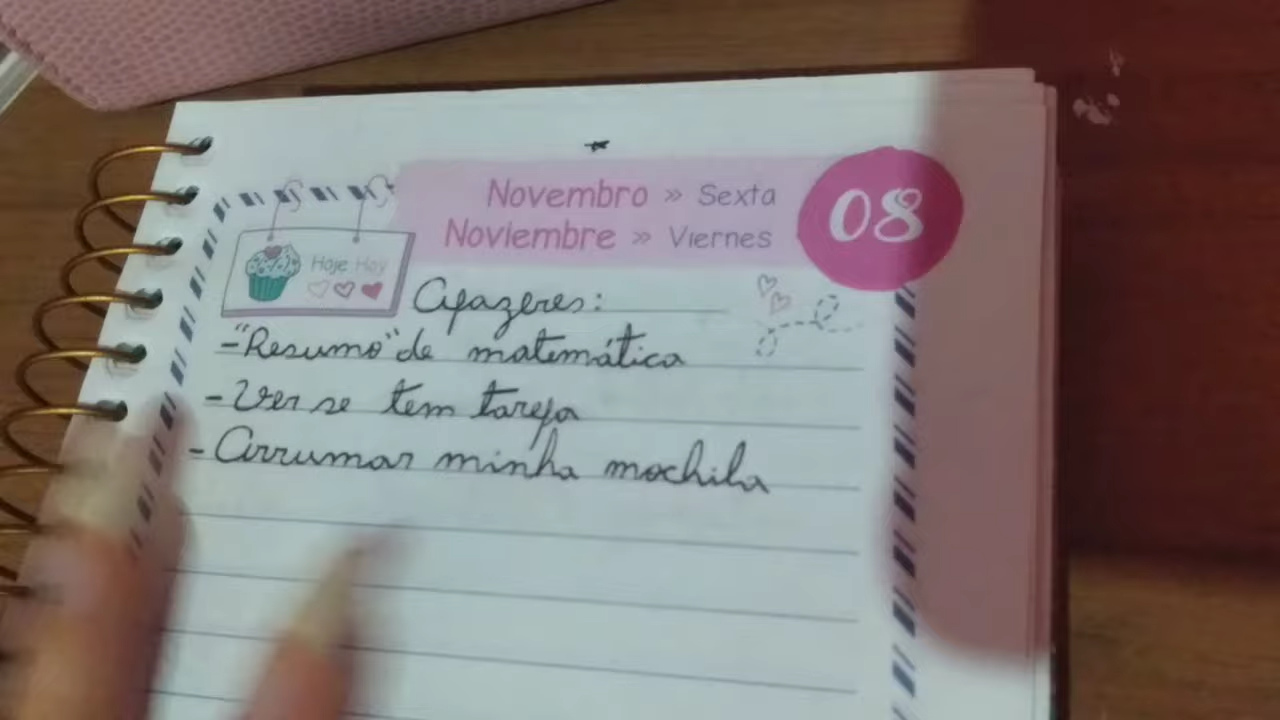 Novembro » Sexta
Noviembre » Viernes
08
Hoje Hoy
Afazeres:
-"Resumo" de matemática
-Ver se tem tarefa
-Arrumar minha mochila